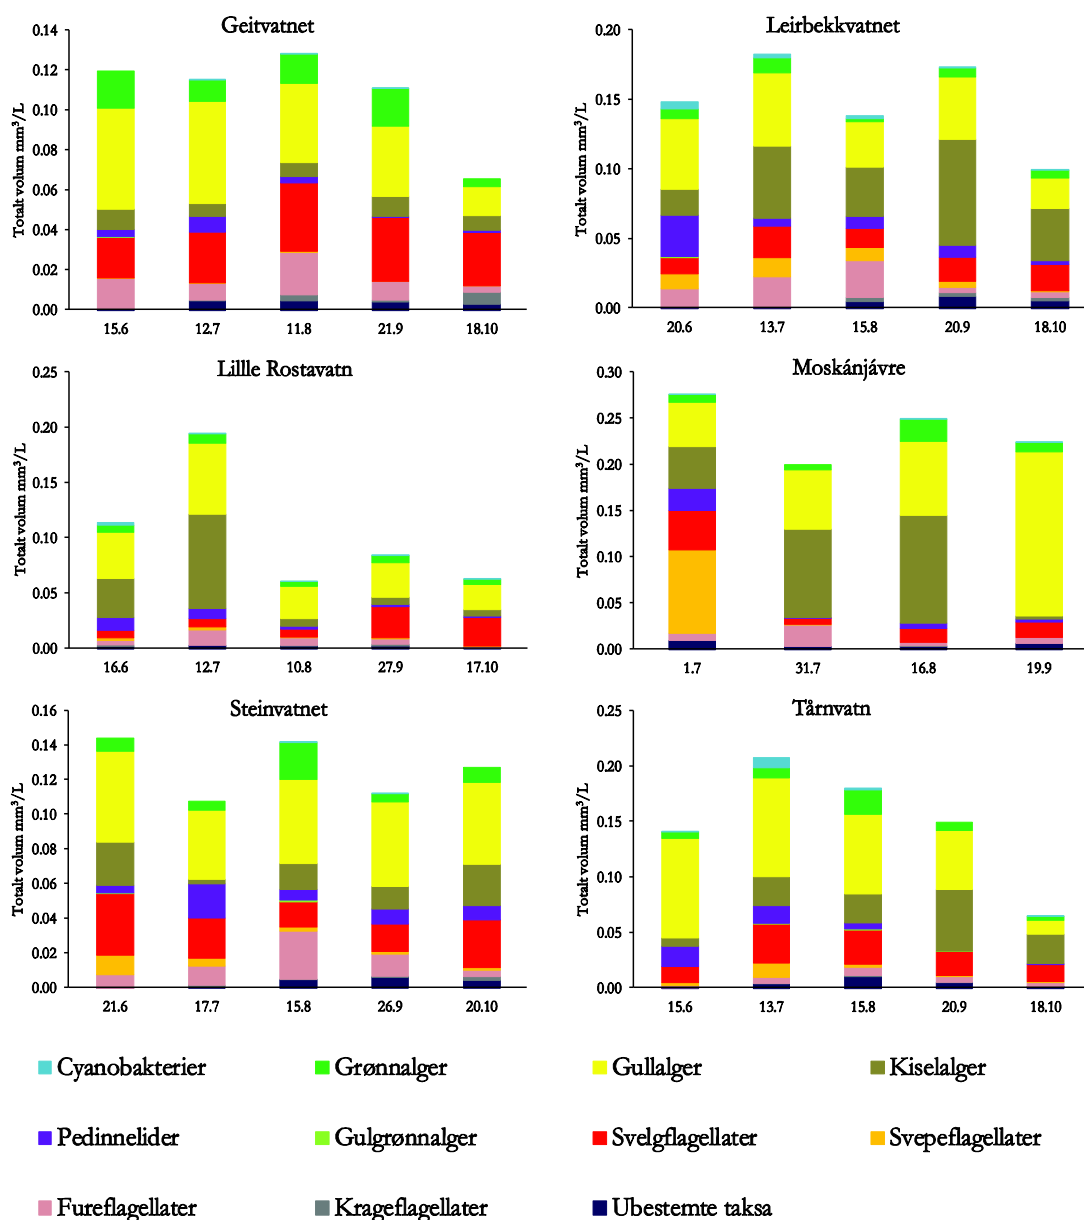 Geitvatnet
Totalt volum mm³/L
0.14
0.12
0.10
0.08
0.06
0.04
0.02
0.00
15.6 12.7 11.8 21.9 18.10
Leirbekkvatnet
Totalt volum mm³/L
0.20
0.15
0.10
0.05
0.00
20.6 13.7 15.8 20.9 18.10
Lillle Rostavatn
Totalt volum mm³/L
0.25
0.20
0.15
0.10
0.05
0.00
16.6 12.7 10.8 27.9 17.10
Moskánjávre
Totalt volum mm³/L
0.30
0.25
0.20
0.15
0.10
0.05
0.00
1.7 31.7 16.8 19.9
Steinvatnet
Totalt volum mm³/L
0.16
0.14
0.12
0.10
0.08
0.06
0.04
0.02
0.00
21.6 17.7 15.8 26.9 20.10
Tårnvatn
Totalt volum mm³/L
0.25
0.20
0.15
0.10
0.05
0.00
15.6 13.7 15.8 20.9 18.10
Cyanobakterier Grønnalger Gullalger Kiselalger
Pedinnelider Gulgrønnalger Svelgflagellater Svepeflagellater
Fureflagellater Krageflagellater Ubestemte taksa